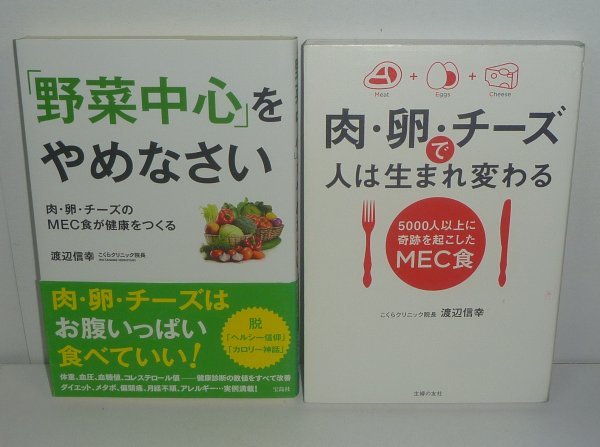 「野菜中心」を
やめなさい
肉・卵・チーズの
MEC食が健康をつくる
渡辺信幸 こくらクリニック院長
WATANABE NOBUYUKI
肉・卵・チーズは
お腹いっぱい
食べていい!
脱
「ヘルシー信仰」
「カロリー神話」
体重、血圧、血糖値、コレステロール値――健康診断の数値をすべて改善
ダイエット、メタボ、偏頭痛、月経不順、アレルギー…実例満載!
宝島社
Meat + Eggs + Cheese
肉・卵・チーズ
で
人は生まれ変わる
5000人以上に
奇跡を起こした
MEC食
こくらクリニック院長 渡辺信幸
主婦の友社